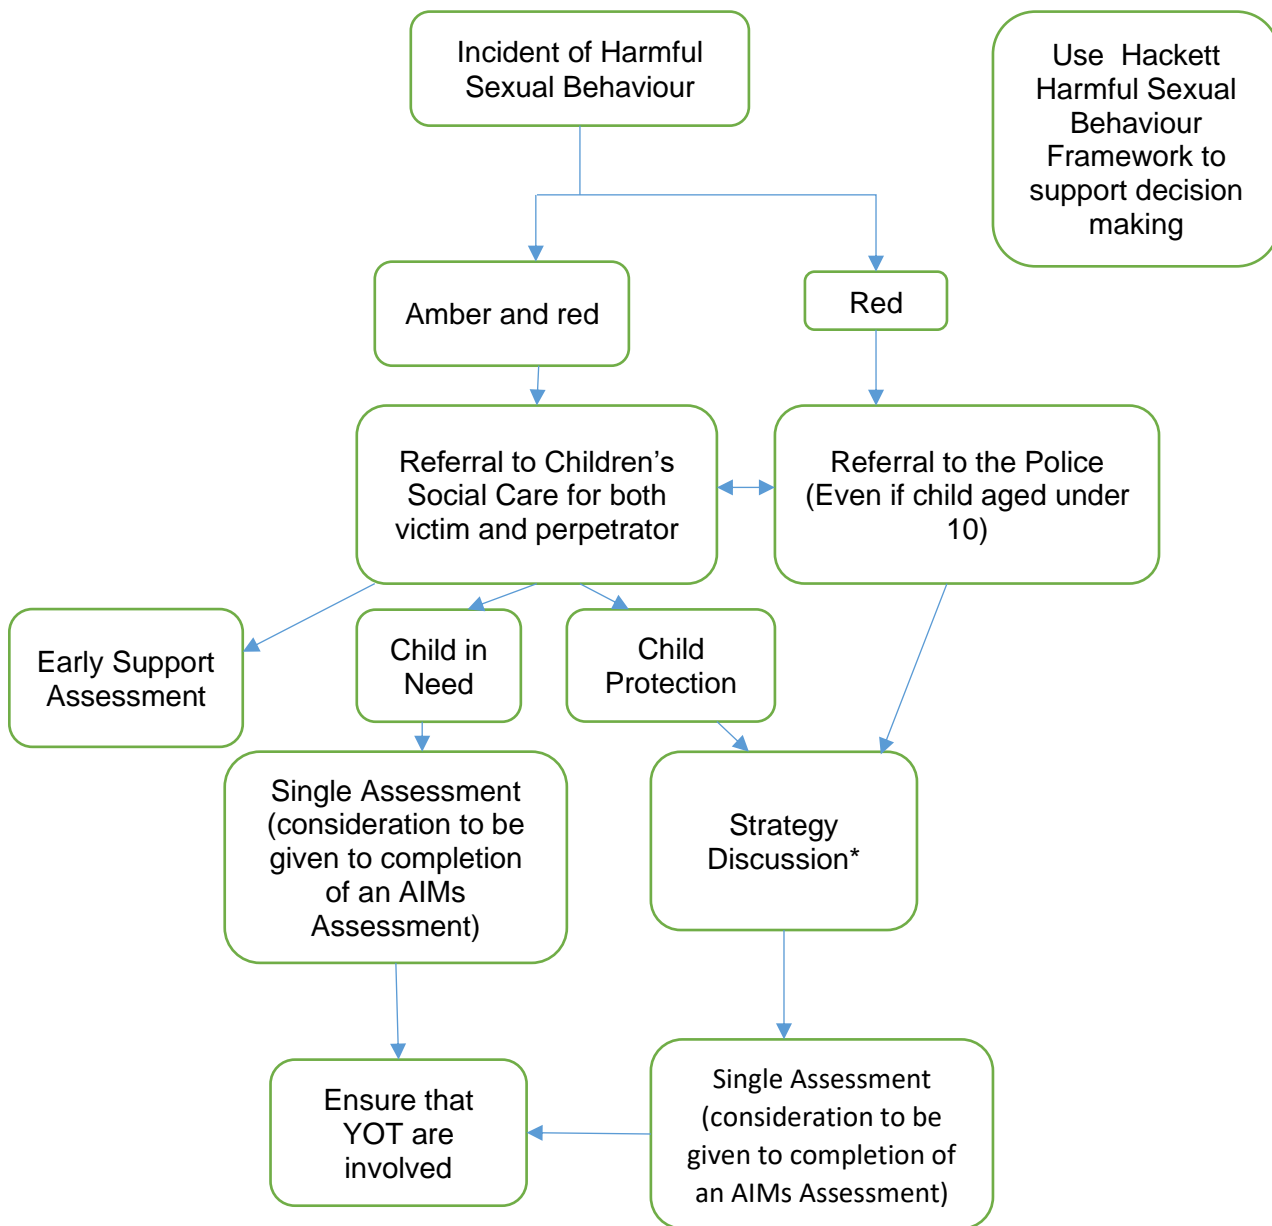 Incident of Harmful
Sexual Behaviour
Use Hackett
Harmful Sexual
Behaviour
Framework to
support decision
making
Amber and red
Red
Referral to Children’s
Social Care for both
victim and perpetrator
Referral to the Police
(Even if child aged under
10)
Early Support
Assessment
Child in
Need
Child
Protection
Single Assessment
(consideration to be
given to completion
of an AIMs
Assessment)
Strategy
Discussion*
Ensure that
YOT are
involved
Single Assessment
(consideration to be
given to completion of
an AIMs Assessment)